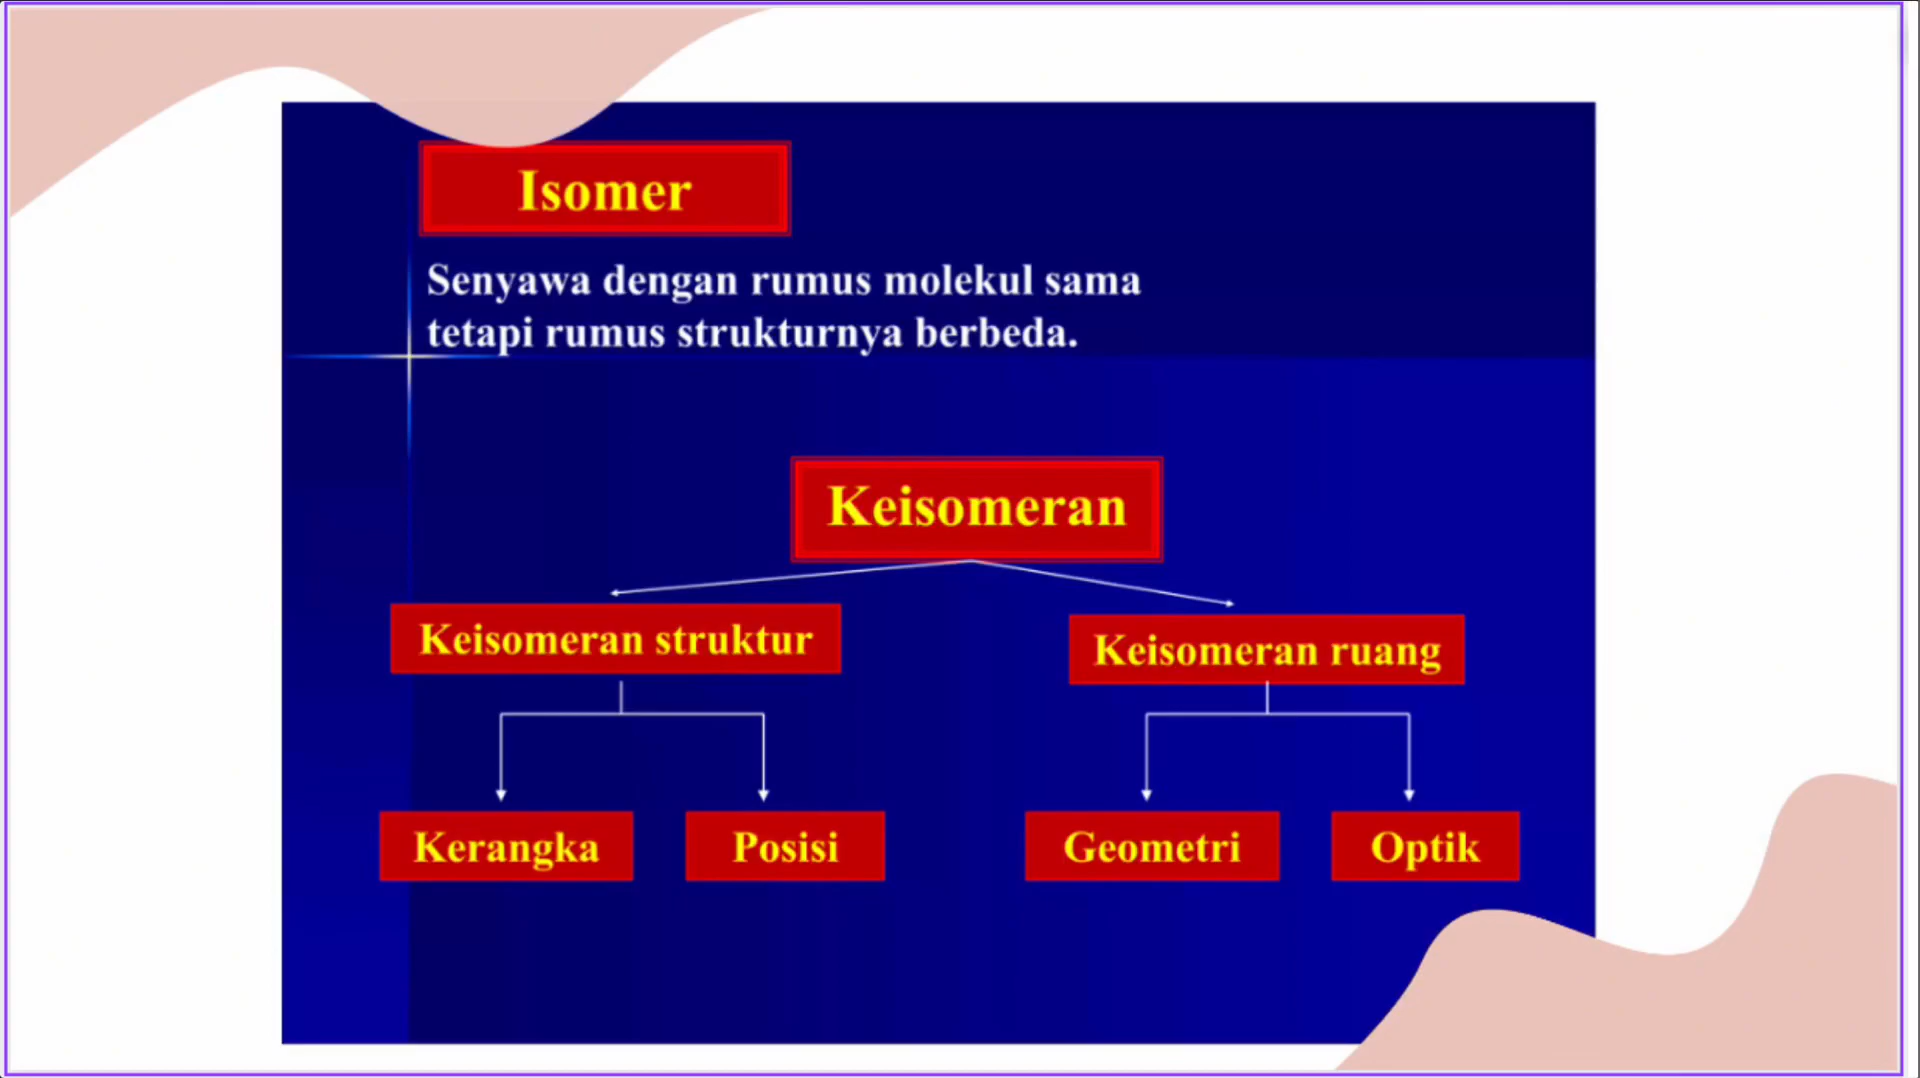 Isomer
Senyawa dengan rumus molekul sama
tetapi rumus strukturnya berbeda.
Keisomeran
Keisomeran struktur
Keisomeran ruang
Kerangka
Posisi
Geometri
Optik